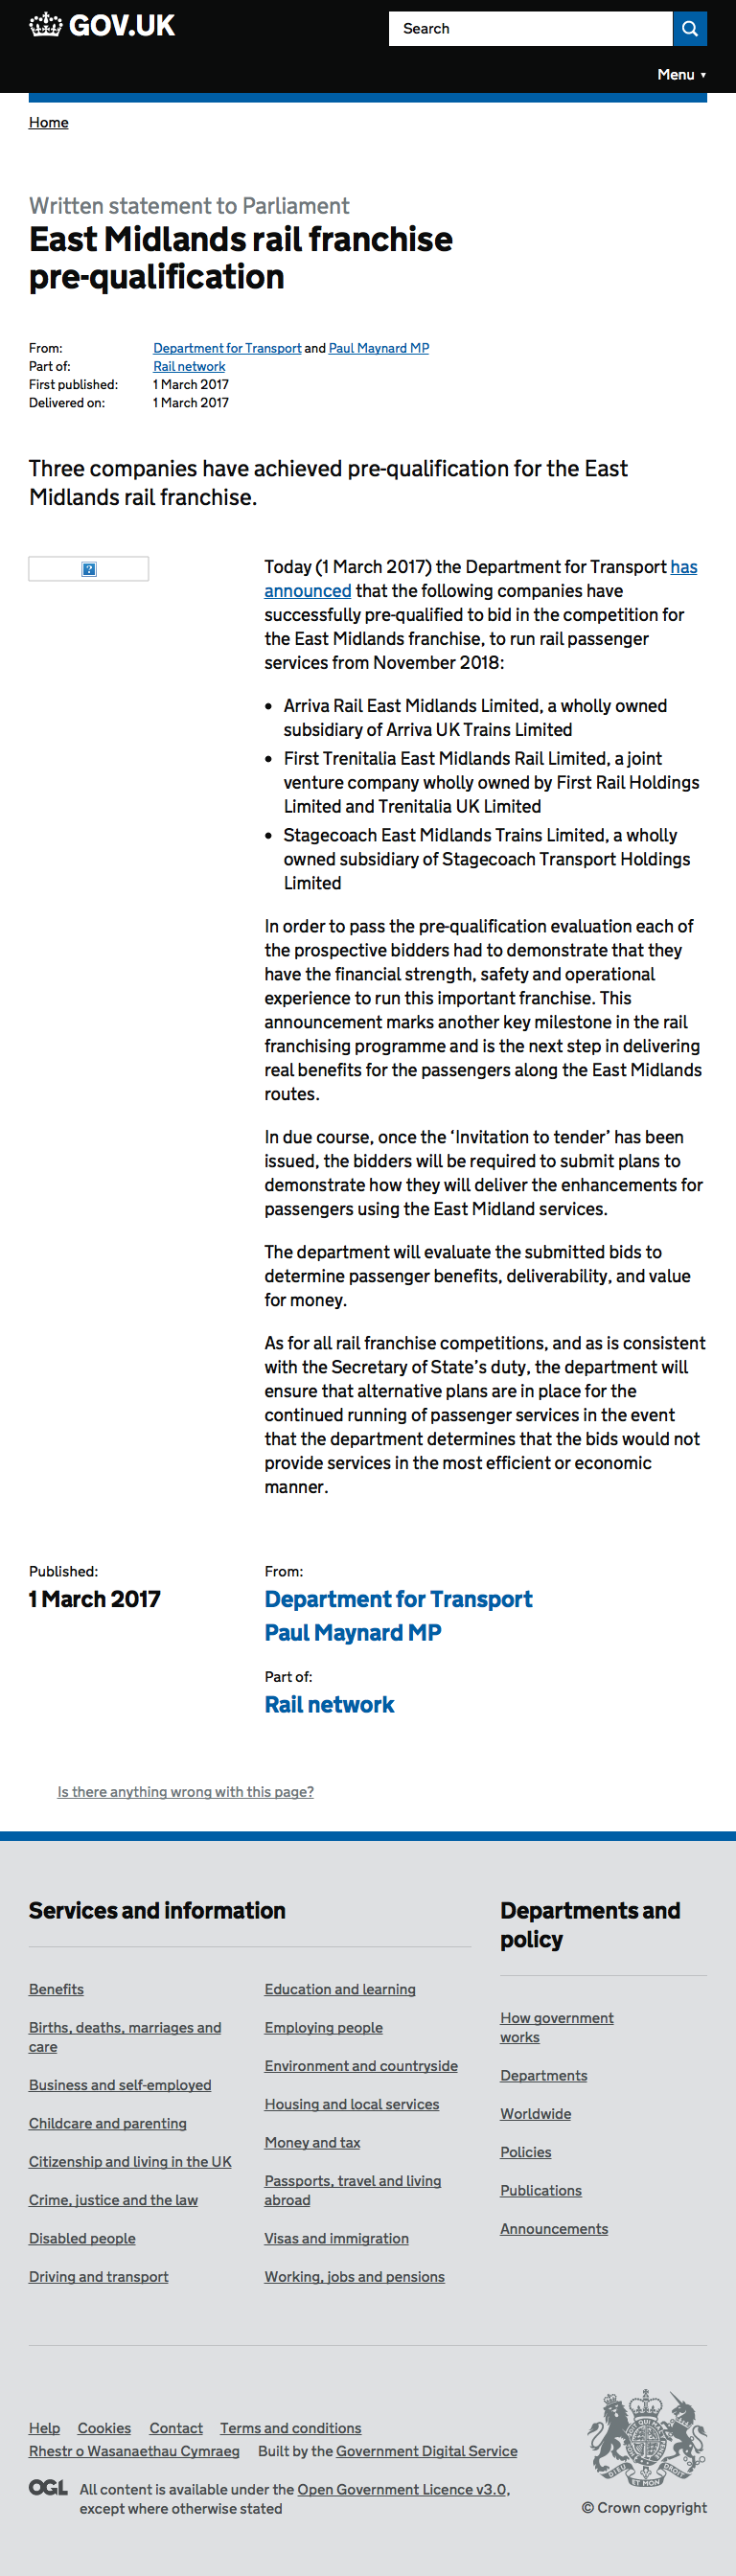 GOV.UK
Search
Menu ▼
Home
Written statement to Parliament
East Midlands rail franchise
pre-qualification
From: Department for Transport and Paul Maynard MP
Part of: Rail network
First published: 1 March 2017
Delivered on: 1 March 2017
Three companies have achieved pre-qualification for the East
Midlands rail franchise.
?
Today (1 March 2017) the Department for Transport has
announced that the following companies have
successfully pre-qualified to bid in the competition for
the East Midlands franchise, to run rail passenger
services from November 2018:
• Arriva Rail East Midlands Limited, a wholly owned
subsidiary of Arriva UK Trains Limited
• First Trenitalia East Midlands Rail Limited, a joint
venture company wholly owned by First Rail Holdings
Limited and Trenitalia UK Limited
• Stagecoach East Midlands Trains Limited, a wholly
owned subsidiary of Stagecoach Transport Holdings
Limited
In order to pass the pre-qualification evaluation each of
the prospective bidders had to demonstrate that they
have the financial strength, safety and operational
experience to run this important franchise. This
announcement marks another key milestone in the rail
franchising programme and is the next step in delivering
real benefits for the passengers along the East Midlands
routes.
In due course, once the ‘Invitation to tender’ has been
issued, the bidders will be required to submit plans to
demonstrate how they will deliver the enhancements for
passengers using the East Midland services.
The department will evaluate the submitted bids to
determine passenger benefits, deliverability, and value
for money.
As for all rail franchise competitions, and as is consistent
with the Secretary of State’s duty, the department will
ensure that alternative plans are in place for the
continued running of passenger services in the event
that the department determines that the bids would not
provide services in the most efficient or economic
manner.
Published:
1 March 2017
From:
Department for Transport
Paul Maynard MP
Part of:
Rail network
Is there anything wrong with this page?
Services and information
Benefits
Births, deaths, marriages and
care
Business and self-employed
Childcare and parenting
Citizenship and living in the UK
Crime, justice and the law
Disabled people
Driving and transport
Education and learning
Employing people
Environment and countryside
Housing and local services
Money and tax
Passports, travel and living
abroad
Visas and immigration
Working, jobs and pensions
Departments and
policy
How government
works
Departments
Worldwide
Policies
Publications
Announcements
Help Cookies Contact Terms and conditions
Rhestr o Wasanaethau Cymraeg Built by the Government Digital Service
OGL All content is available under the Open Government Licence v3.0,
except where otherwise stated
© Crown copyright